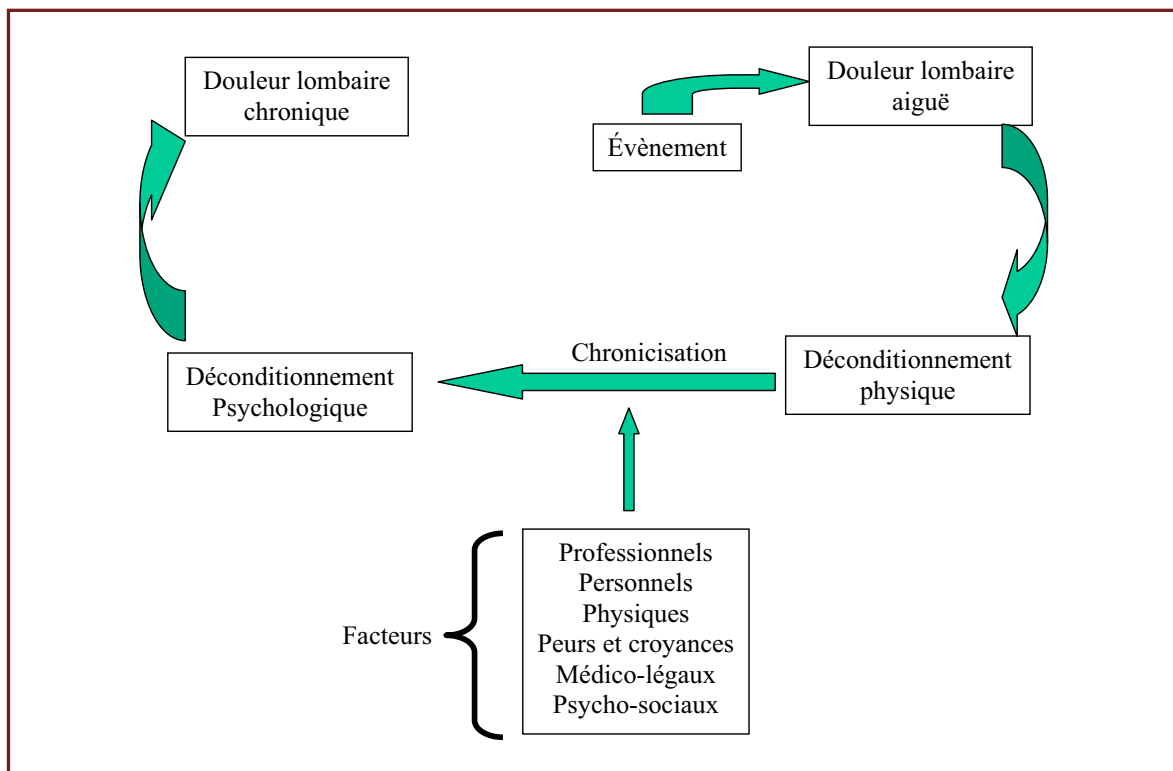 Douleur lombaire
chronique
Douleur lombaire
aiguë
Évènement
Chronicisation
Déconditionnement
Psychologique
Déconditionnement
physique
Facteurs
Professionnels
Personnels
Physiques
Peurs et croyances
Médico-légaux
Psycho-sociaux